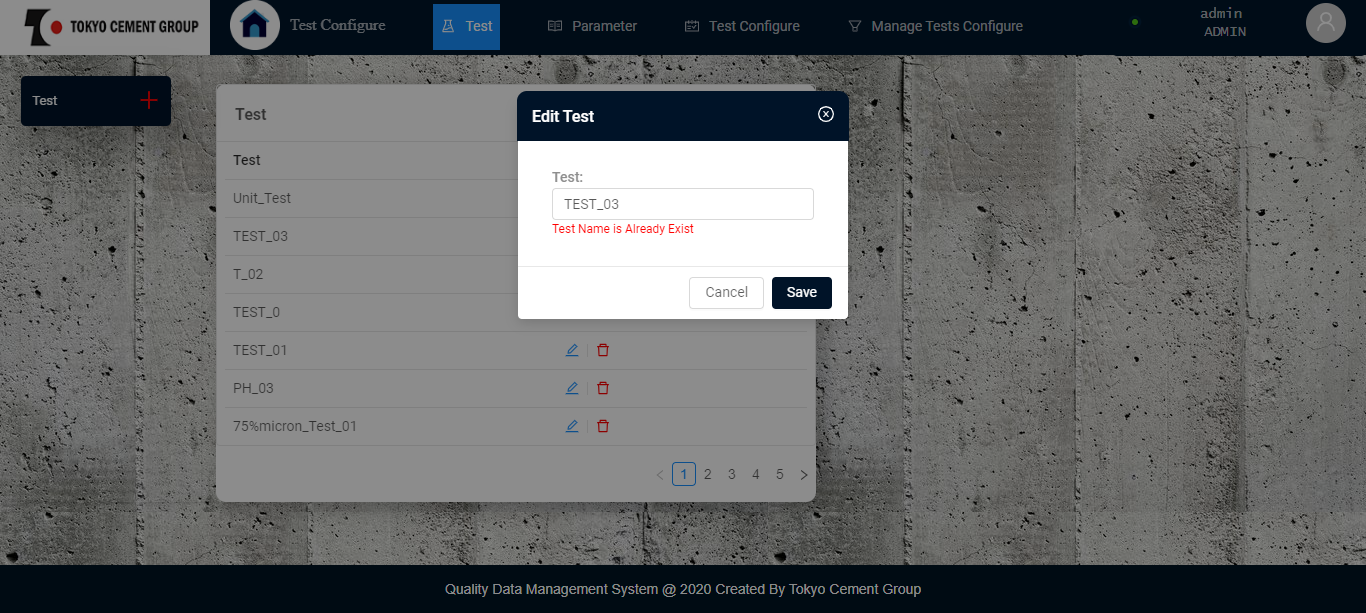 TOKYO CEMENT GROUP
Test Configure
Test
Parameter
Test Configure
Manage Tests Configure
admin
ADMIN
Test
Test
Test
Unit_Test
TEST_03
T_02
TEST_0
TEST_01
PH_03
75%micron_Test_01
< 1 2 3 4 5 >
Edit Test
Test:
TEST_03
Test Name is Already Exist
Cancel
Save
Quality Data Management System @ 2020 Created By Tokyo Cement Group